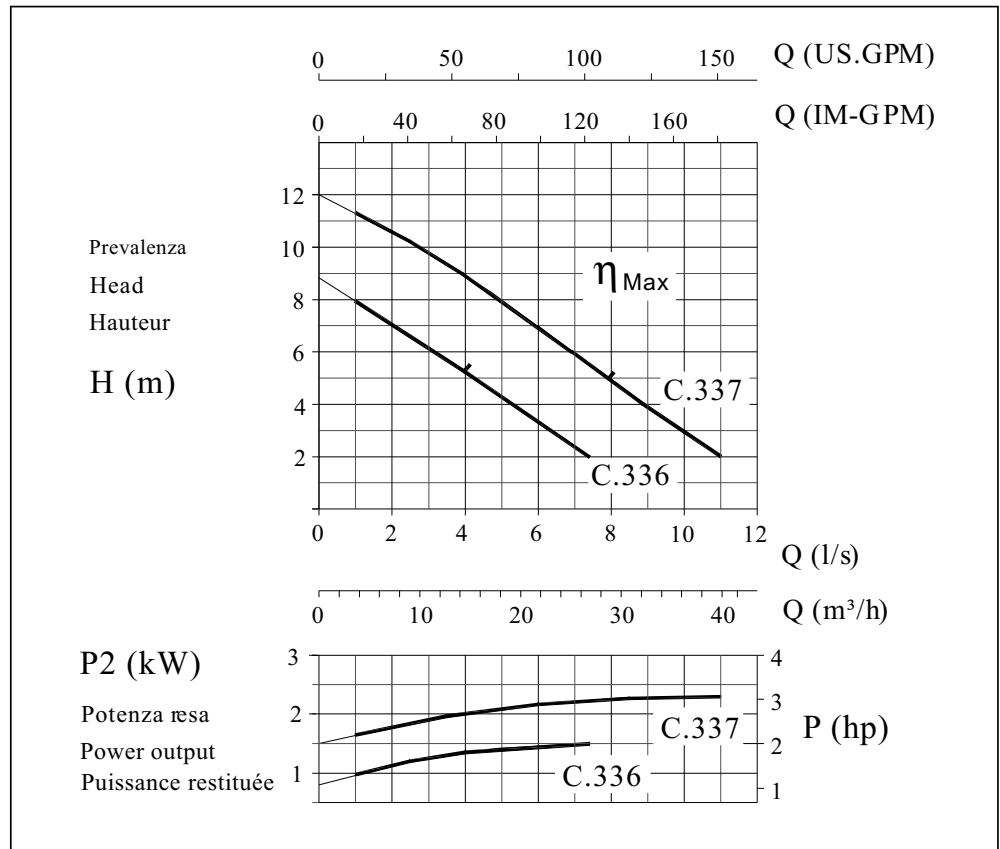 0 50 100 150 Q (US.GPM)
0 40 80 120 160 Q (IM-GPM)
12
Prevalenza
10
Head
8
Hauteur
6
η Max
H (m)
4
C.337
2
C.336
0 2 4 6 8 10 12
Q (l/s)
0 10 20 30 40 Q (m³/h)
P2 (kW)
3 4
Potenza resa
2 3
C.337
P (hp)
Power output
2
Puissance restituée
1
C.336
1